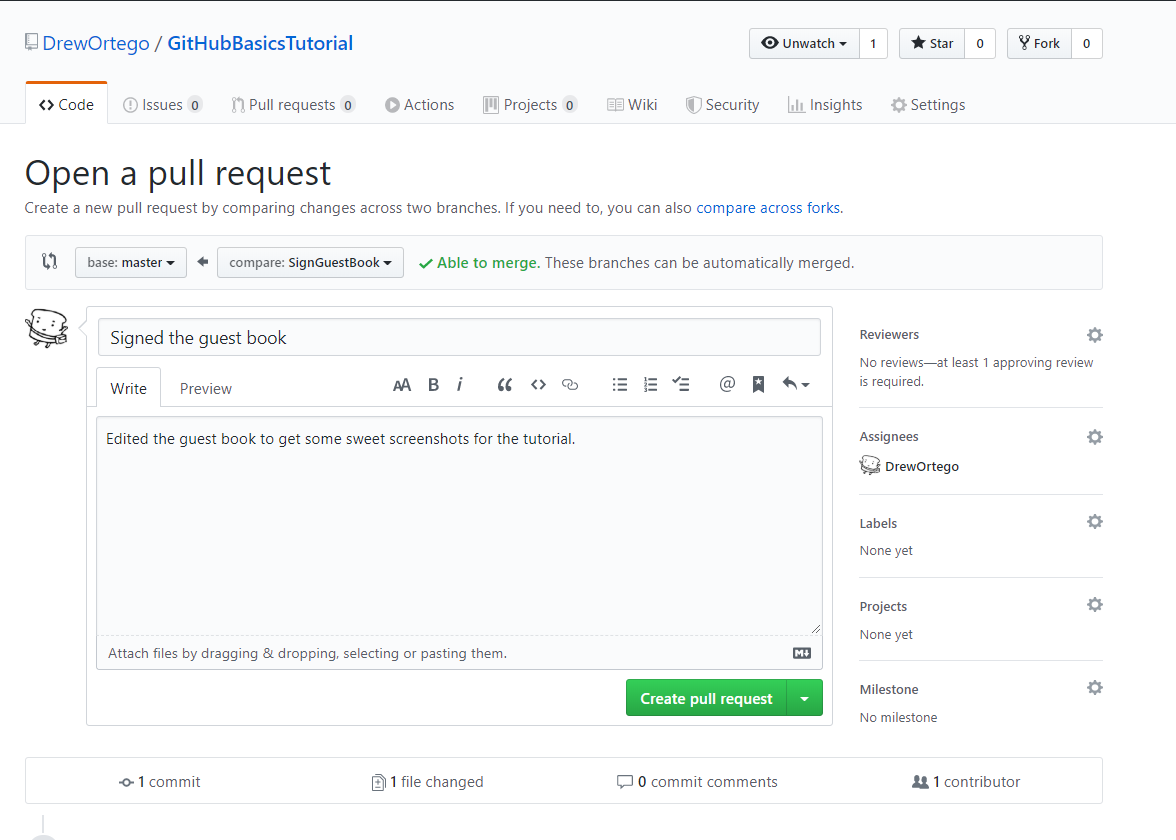 DrewOrtego / GitHubBasicsTutorial
Unwatch 1 Star 0 Fork 0
Code Issues 0 Pull requests 0 Actions Projects 0 Wiki Security Insights Settings
Open a pull request
Create a new pull request by comparing changes across two branches. If you need to, you can also compare across forks.
base: master compare: SignGuestBook Able to merge. These branches can be automatically merged.
Signed the guest book
Write Preview AA B i @
Edited the guest book to get some sweet screenshots for the tutorial.
Attach files by dragging & dropping, selecting or pasting them.
Create pull request
Reviewers
No reviews—at least 1 approving review
is required.
Assignees
DrewOrtego
Labels
None yet
Projects
None yet
Milestone
No milestone
1 commit 1 file changed 0 commit comments 1 contributor